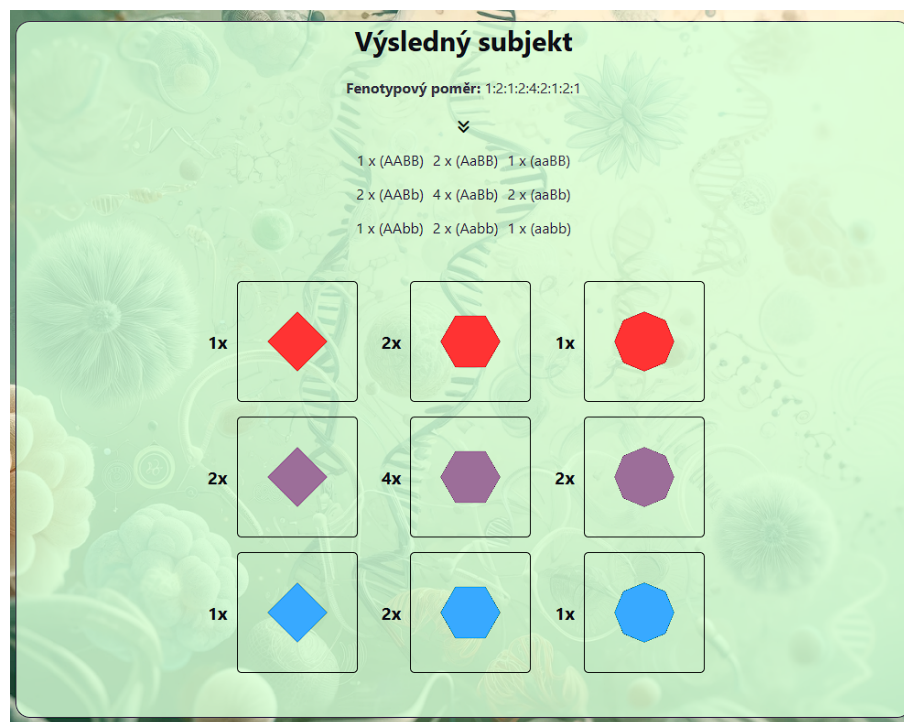 Výsledný subjekt
Fenotypový poměr: 1:2:1:2:4:2:1:2:1
1 x (AABB) 2 x (AaBB) 1 x (aaBB)
2 x (AABb) 4 x (AaBb) 2 x (aaBb)
1 x (AAbb) 2 x (Aabb) 1 x (aabb)
1x 2x 1x
2x 4x 2x
1x 2x 1x